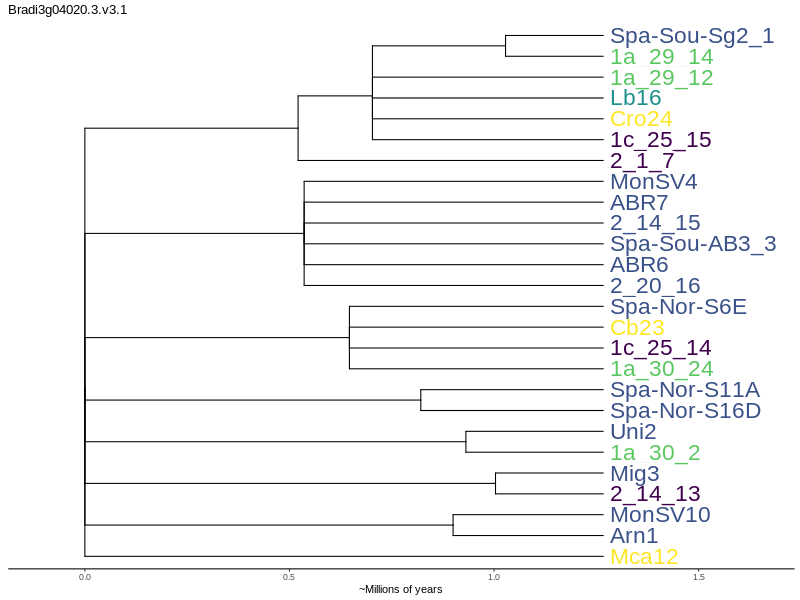 Bradi3g04020.3.v3.1
Spa-Sou-Sg2_1
1a_29_14
1a_29_12
Lb16
Cro24
1c_25_15
2_1_7
MonSV4
ABR7
2_14_15
Spa-Sou-AB3_3
ABR6
2_20_16
Spa-Nor-S6E
Cb23
1c_25_14
1a_30_24
Spa-Nor-S11A
Spa-Nor-S16D
Uni2
1a_30_2
Mig3
2_14_13
MonSV10
Arn1
Mca12
0.0 0.5 1.0 1.5
~Millions of years